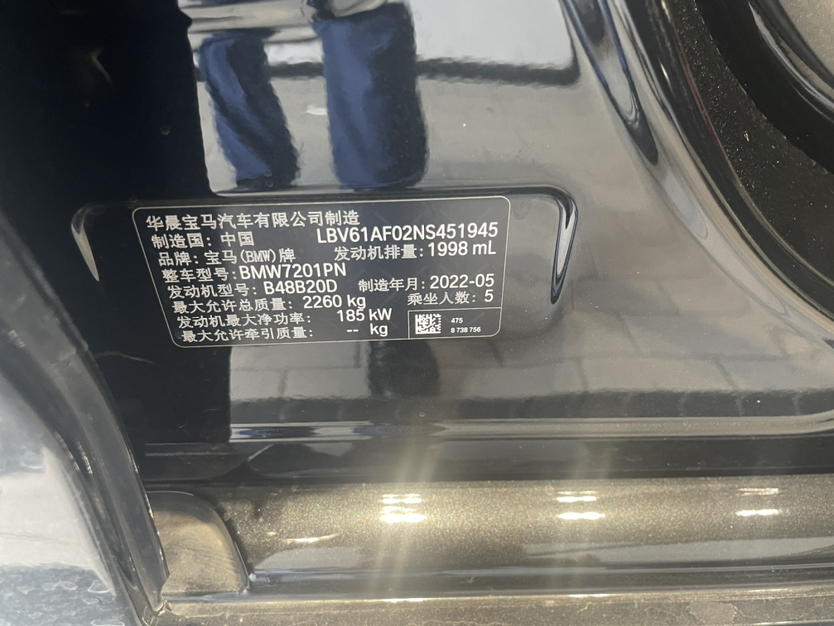 华晨宝马汽车有限公司制造
制造国：中国 LBV61AF02NS451945
品牌：宝马(BMW)牌 发动机排量：1998 mL
整车型号：BMW7201PN
发动机型号：B48B20D 制造年月：2022-05
最大允许总质量：2260 kg 乘坐人数：5
发动机最大净功率：185 kW
最大允许牵引质量：-- kg
475
8 738 756